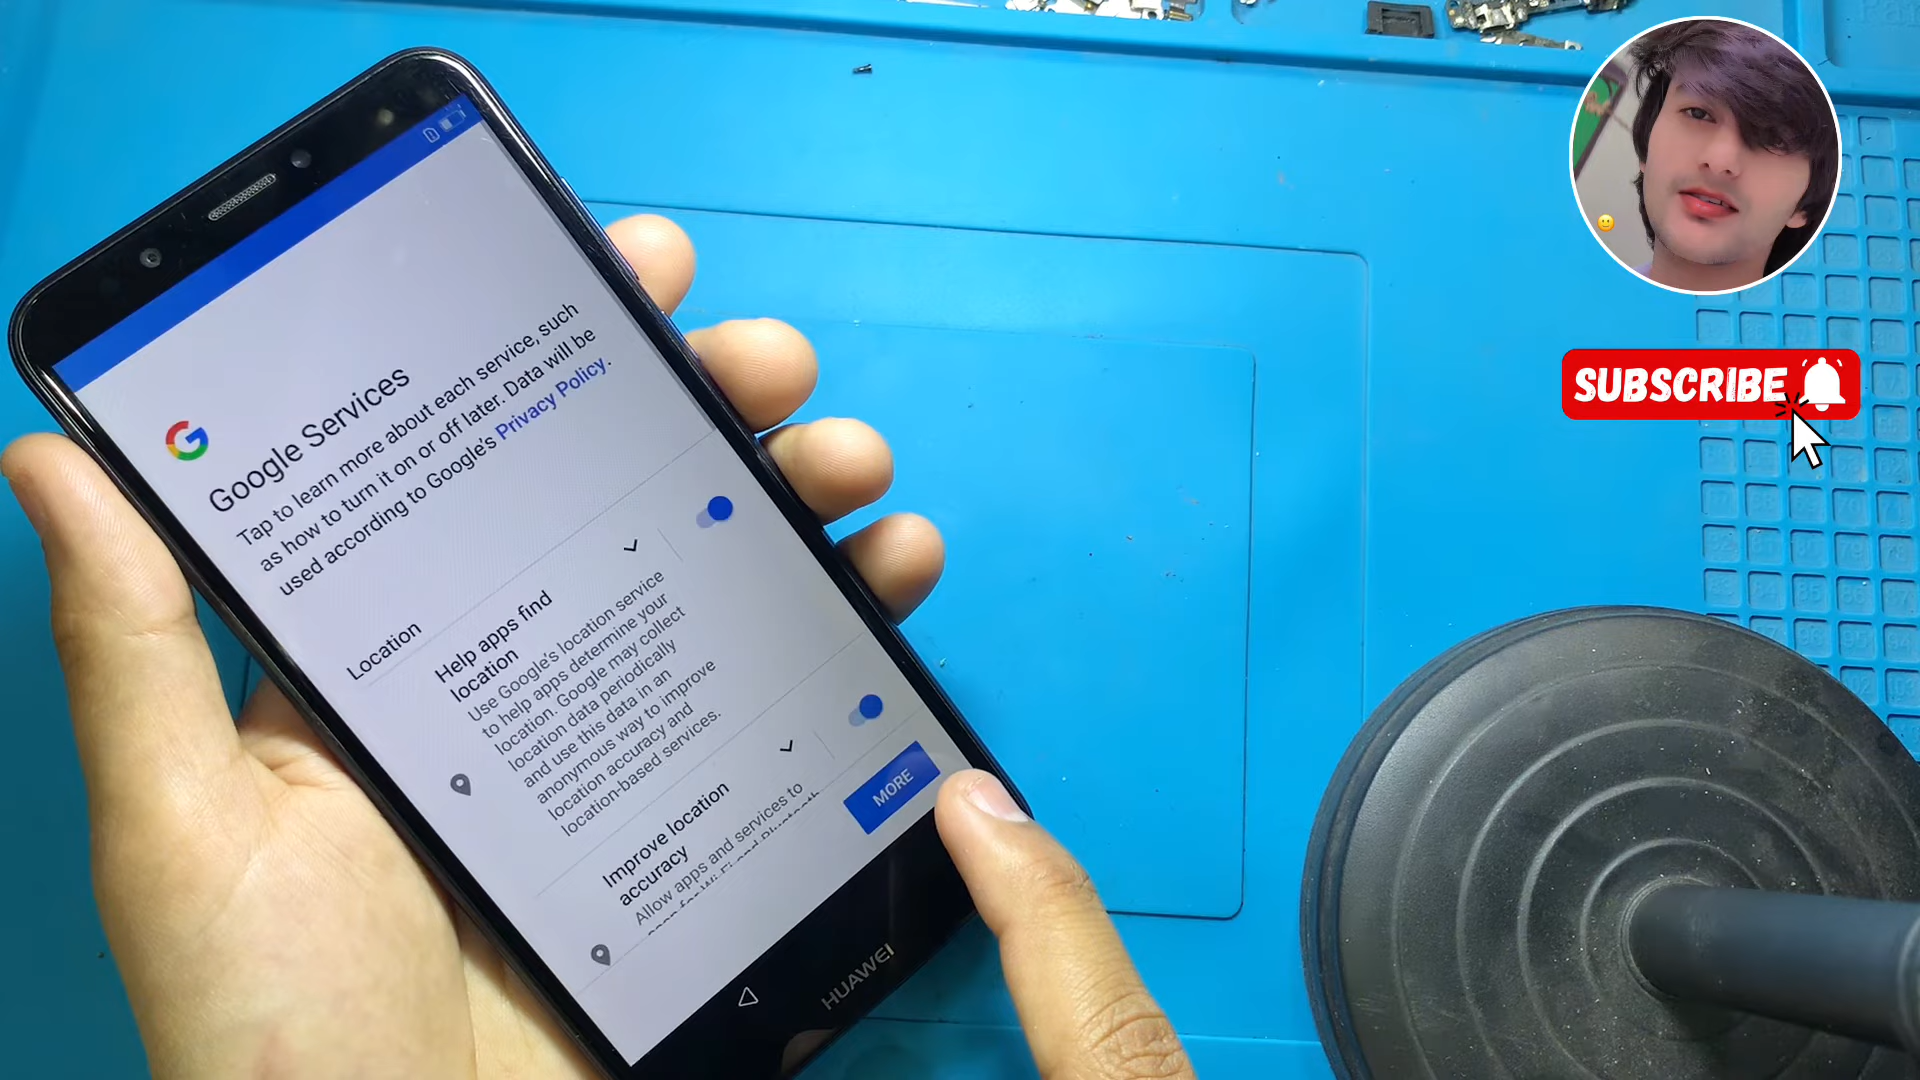 Google Services
Tap to learn more about each service, such
as how to turn it on or off later. Data will be
used according to Google's Privacy Policy.
Location
Help apps find
location
Use Google's location service
to help apps determine your
location. Google may collect
location data periodically
and use this data in an
anonymous way to improve
location accuracy and
location-based services.
Improve location
accuracy
Allow apps and services to
MORE
HUAWEI
SUBSCRIBE